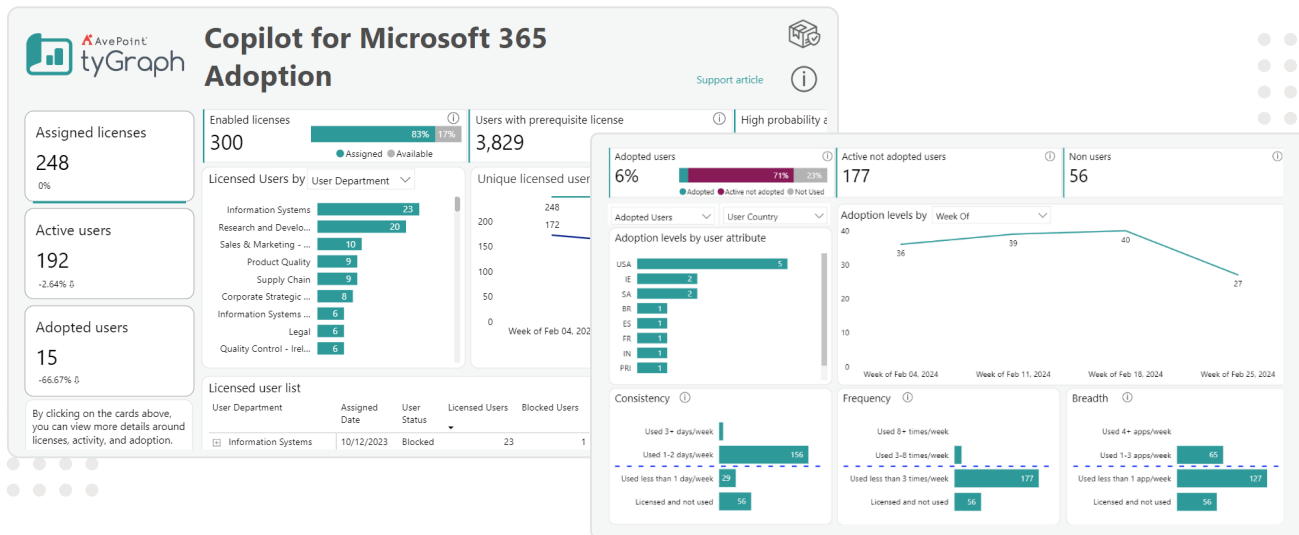 AvePoint
tyGraph
Copilot for Microsoft 365
Adoption
Support article
Assigned licenses
248
0%
Active users
192
-2.64%
Adopted users
15
-66.67%
By clicking on the cards above,
you can view more details around
licenses, activity, and adoption.
Enabled licenses
300
83% 17%
Assigned Available
Users with prerequisite license
3,829
High probability a
Licensed Users by User Department
Information Systems 23
Research and Develo... 20
Sales & Marketing - ... 10
Product Quality 9
Supply Chain 9
Corporate Strategic ... 8
Information Systems ... 6
Legal 6
Quality Control - Irel... 6
Unique licensed user
248
200
172
150
100
50
0
Week of Feb 04, 202
Licensed user list
User Department Assigned Date User Status Licensed Users Blocked Users
Information Systems 10/12/2023 Blocked 23 1
Adopted users
6%
71% 23%
Adopted Active not adopted Not Used
Active not adopted users
177
Non users
56
Adopted Users User Country
Adoption levels by user attribute
USA 5
IE 2
SA 2
BR 1
ES 1
FR 1
IN 1
PRI 1
Adoption levels by Week Of
40
30
20
10
0
36
39
40
27
Week of Feb 04, 2024 Week of Feb 11, 2024 Week of Feb 18, 2024 Week of Feb 25, 2024
Consistency
Used 3+ days/week
Used 1-2 days/week 156
Used less than 1 day/week 29
Licensed and not used 56
Frequency
Used 8+ times/week
Used 3-8 times/week
Used less than 3 times/week 177
Licensed and not used 56
Breadth
Used 4+ apps/week
Used 1-3 apps/week 65
Used less than 1 app/week 127
Licensed and not used 56